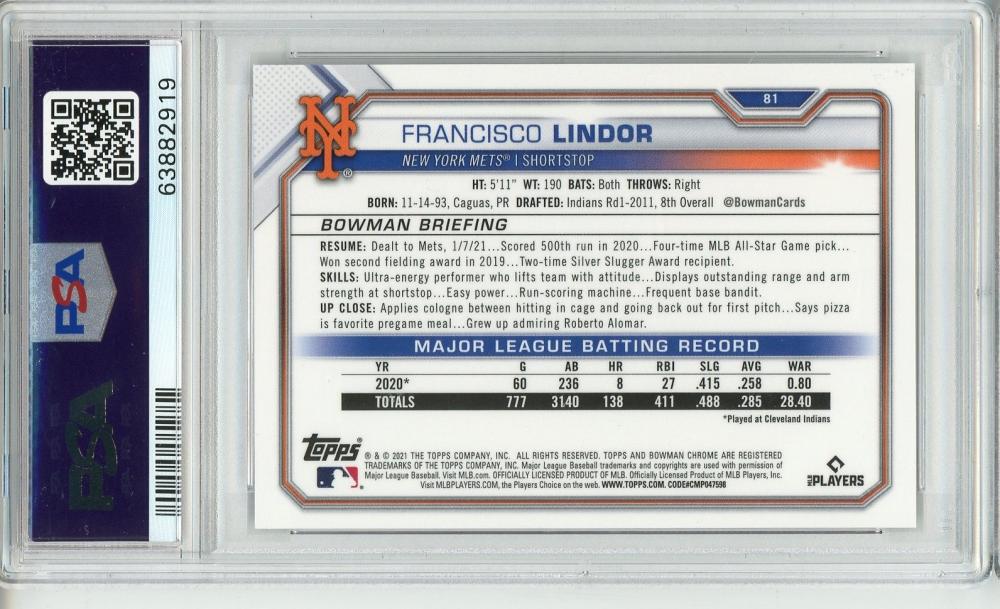 63882919
PSA
PSA
81
NY
FRANCISCO LINDOR
NEW YORK METS® | SHORTSTOP
HT: 5'11" WT: 190 BATS: Both THROWS: Right
BORN: 11-14-93, Caguas, PR DRAFTED: Indians Rd1-2011, 8th Overall @BowmanCards
BOWMAN BRIEFING
RESUME: Dealt to Mets, 1/7/21...Scored 500th run in 2020...Four-time MLB All-Star Game pick...
Won second fielding award in 2019...Two-time Silver Slugger Award recipient.
SKILLS: Ultra-energy performer who lifts team with attitude...Displays outstanding range and arm
strength at shortstop...Easy power...Run-scoring machine...Frequent base bandit.
UP CLOSE: Applies cologne between hitting in cage and going back out for first pitch...Says pizza
is favorite pregame meal...Grew up admiring Roberto Alomar.
MAJOR LEAGUE BATTING RECORD
YR G AB HR RBI SLG AVG WAR
2020* 60 236 8 27 .415 .258 0.80
TOTALS 777 3140 138 411 .488 .285 28.40
*Played at Cleveland Indians
Topps ® & © 2021 THE TOPPS COMPANY, INC. ALL RIGHTS RESERVED. TOPPS AND BOWMAN CHROME ARE REGISTERED
TRADEMARKS OF THE TOPPS COMPANY, INC. Major League Baseball trademarks and copyrights are used with permission of
Major League Baseball. Visit MLB.com. OFFICIALLY LICENSED PRODUCT OF MLB. Officially Licensed Product of MLB Players, Inc.
Visit MLBPLAYERS.COM, the Players Choice on the web. WWW.TOPPS.COM. CODE#CMP047598
MLB PLAYERS